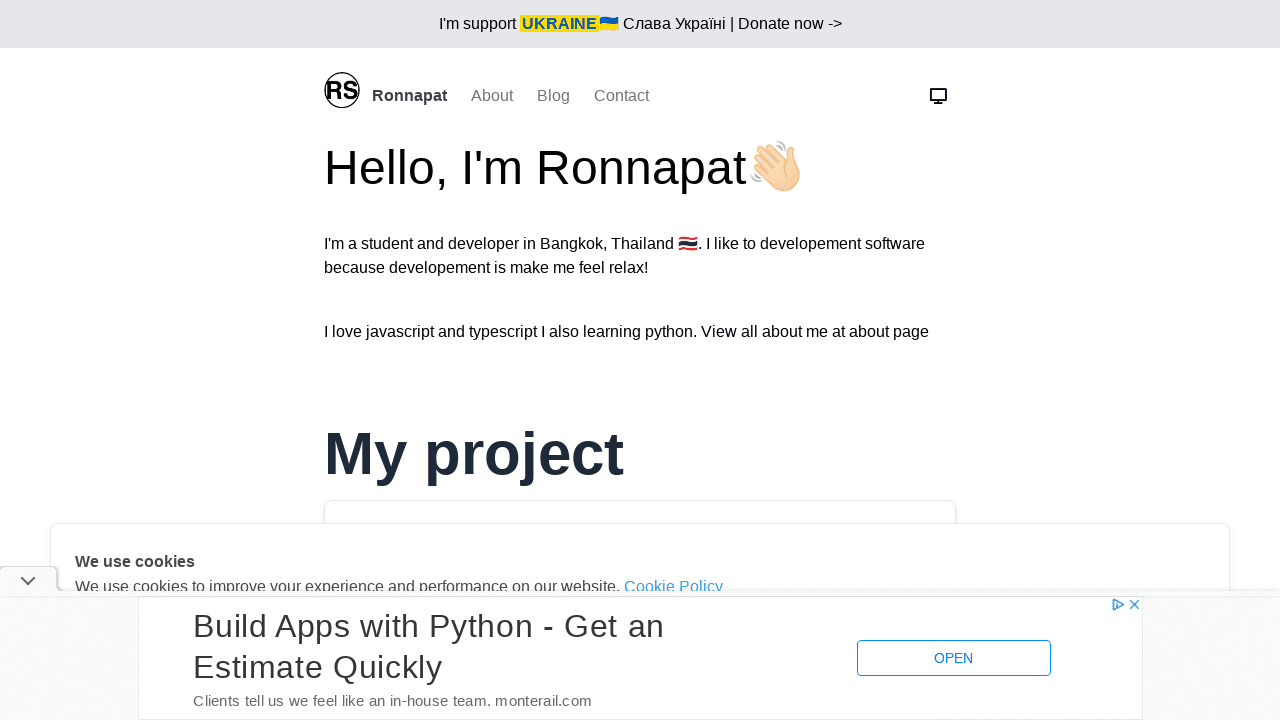 I'm support UKRAINE🇺🇦 Слава Україні | Donate now ->
RS Ronnapat About Blog Contact
Hello, I'm Ronnapat👋🏻
I'm a student and developer in Bangkok, Thailand 🇹🇭. I like to developement software
because developement is make me feel relax!
I love javascript and typescript I also learning python. View all about me at about page
My project
We use cookies
We use cookies to improve your experience and performance on our website. Cookie Policy
Build Apps with Python - Get an
Estimate Quickly
Clients tell us we feel like an in-house team. monterail.com
OPEN